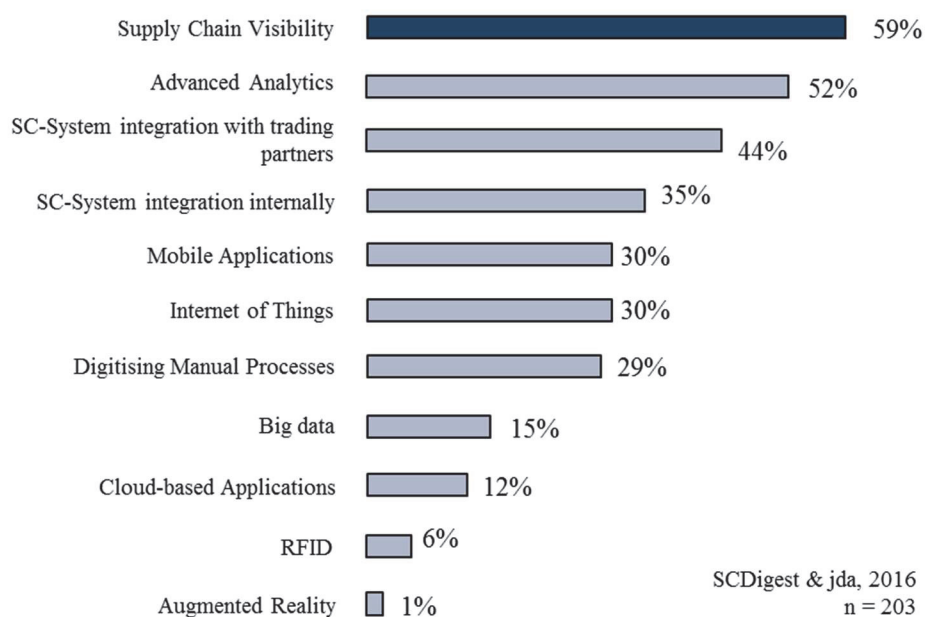 Supply Chain Visibility 59%
Advanced Analytics 52%
SC-System integration with trading
partners 44%
SC-System integration internally 35%
Mobile Applications 30%
Internet of Things 30%
Digitising Manual Processes 29%
Big data 15%
Cloud-based Applications 12%
RFID 6%
Augmented Reality 1%
SCDigest & jda, 2016
n = 203